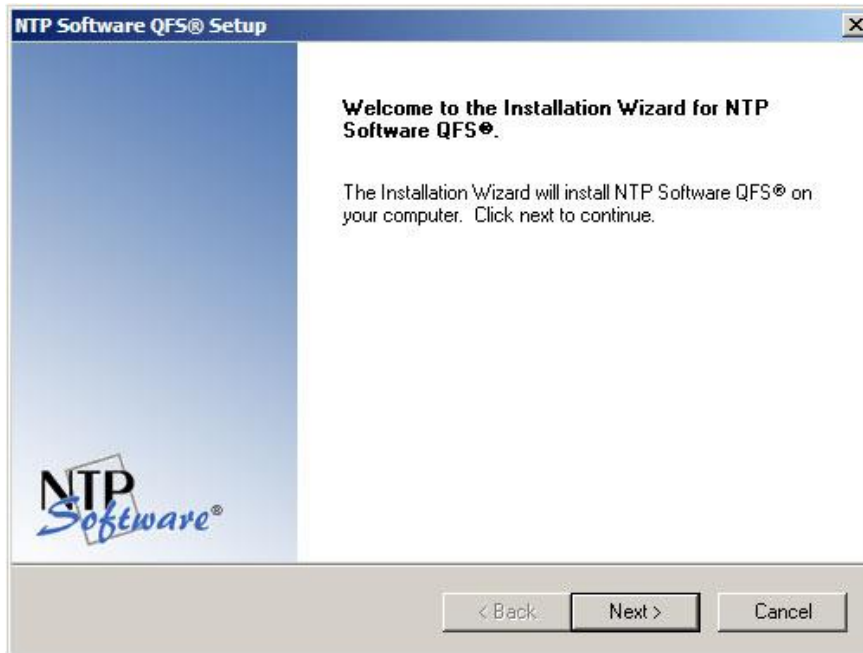 NTP Software QFS® Setup
Welcome to the Installation Wizard for NTP
Software QFS®.
The Installation Wizard will install NTP Software QFS® on
your computer. Click next to continue.
NTP
Software®
< Back
Next >
Cancel